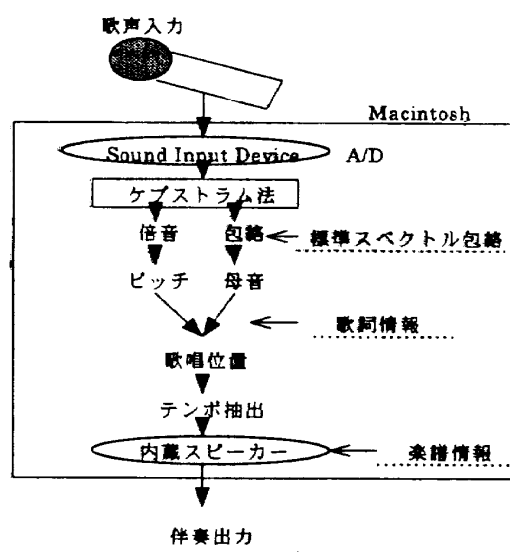 歌声入力
Macintosh
Sound Input Device A/D
ケプストラム法
倍音 包絡 標準スペクトル包絡
ピッチ 母音
歌詞情報
歌唱位置
テンポ抽出
内蔵スピーカー 楽譜情報
伴奏出力